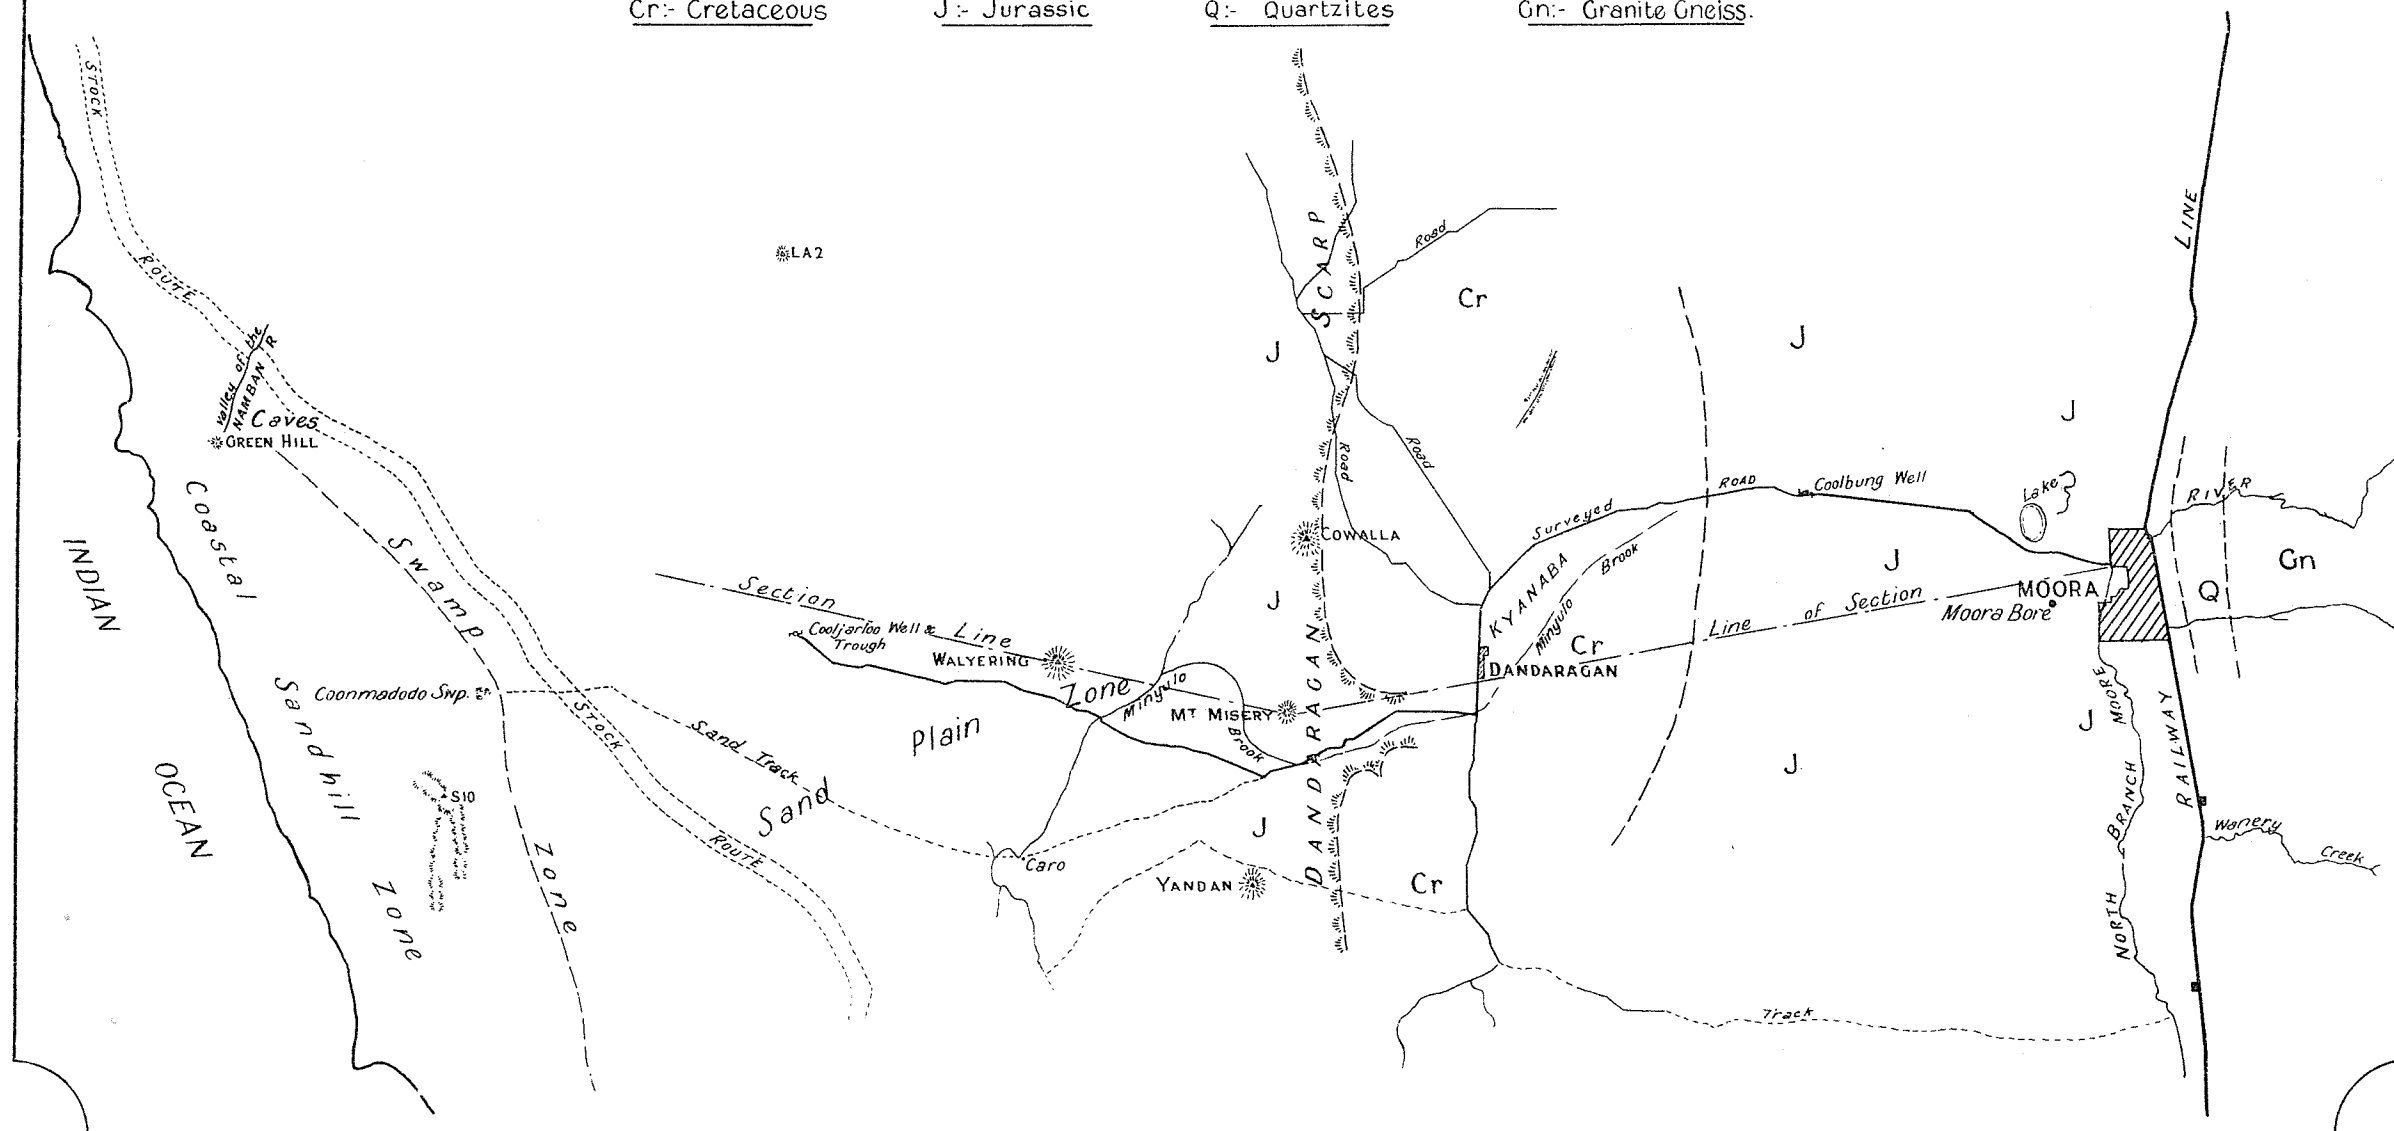 Cr:- Cretaceous
J:- Jurassic
Q:- Quartzites
Gn:- Granite Gneiss.
STOCK
ROUTE
LA2
SCARP
Road
Cr
J
J
LINE
Valley of the
NAMBAN R
Caves
GREEN HILL
J
Road
Road
Surveyed
ROAD
Coolbung Well
Lake
RIVER
Coastal
Sandhill
Zone
INDIAN
OCEAN
Swamp
Zone
COWALLA
KYANABA
Brook
Minyulo
J
Gn
Q
MOORA
Moora Bore
Section
Line
Line of Section
J
Cooljarloo Well &
Trough
WALYERING
Cr
DANDARAGAN
Coonmadodo Swp.
Zone
Minyulo
Brook
MT MISERY
DANDARAGAN
STOCK
ROUTE
Sand Track
Plain
Sand
S10
J
J
J
MOORE
NORTH BRANCH
RAILWAY
Wanery
Creek
Caro
YANDAN
Cr
Track